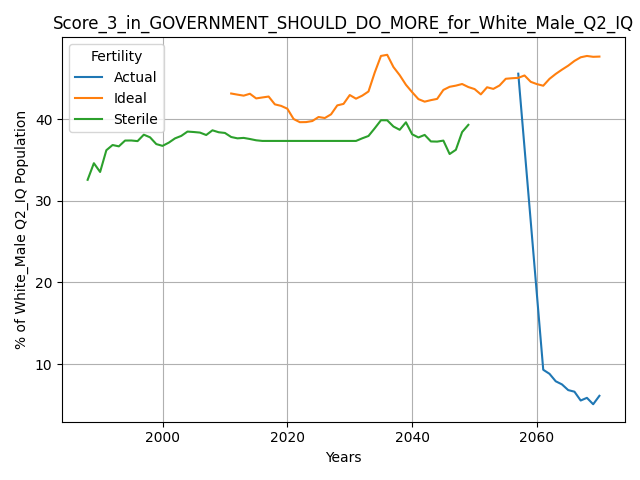 Score_3_in_GOVERNMENT_SHOULD_DO_MORE_for_White_Male_Q2_IQ
Fertility
Actual
Ideal
Sterile
% of White_Male Q2_IQ Population
40
30
20
10
2000 2020 2040 2060
Years